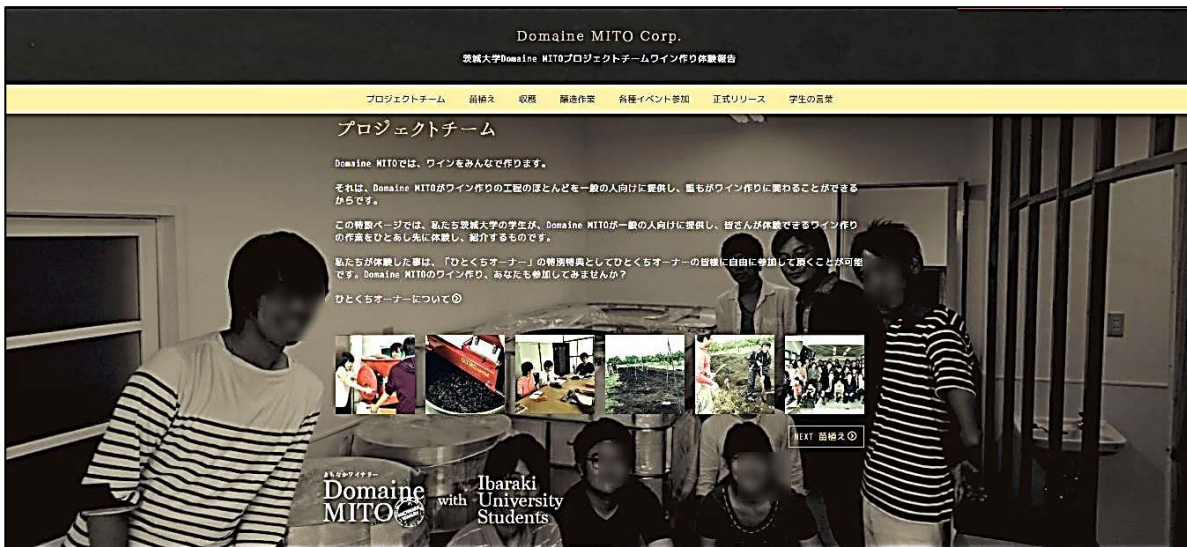 Domaine MITO Corp.
茨城大学Domaine MITOプロジェクトチームワイン作り体験報告
プロジェクトチーム 苗植え 収穫 醸造作業 各種イベント参加 正式リリース 学生の言葉
プロジェクトチーム
Domaine MITOでは、ワインをみんなで作ります。
それは、Domaine MITOがワイン作りの工程のほとんどを一般の人向けに提供し、誰もがワイン作りに関わることができる
からです。
この特設ページでは、私たち茨城大学の学生が、Domaine MITOが一般の人向けに提供し、皆さんが体験できるワイン作り
の作業をひとあし先に体験し、紹介するものです。
私たちが体験した事は、「ひとくちオーナー」の特別特典としてひとくちオーナーの皆様に自由に参加して頂くことが可能
です。Domaine MITOのワイン作り、あなたも参加してみませんか？
ひとくちオーナーについて
NEXT 苗植え
まちなかワイナリー
Domaine
MITO
with
Ibaraki
University
Students